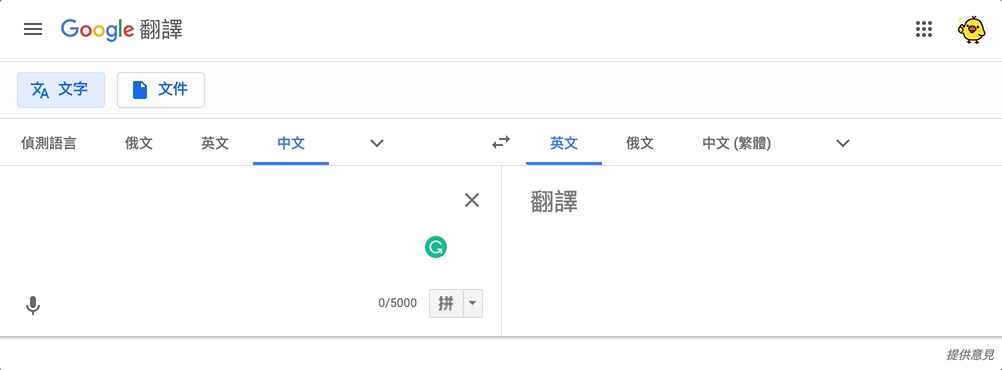 Google 翻譯
文字 文件
偵測語言 俄文 英文 中文 英文 俄文 中文 (繁體)
翻譯
0/5000 拼
提供意見